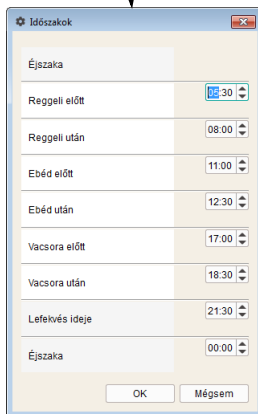 Időszakok
Éjszaka
Reggeli előtt 05:30
Reggeli után 08:00
Ebéd előtt 11:00
Ebéd után 12:30
Vacsora előtt 17:00
Vacsora után 18:30
Lefekvés ideje 21:30
Éjszaka 00:00
OK Mégsem